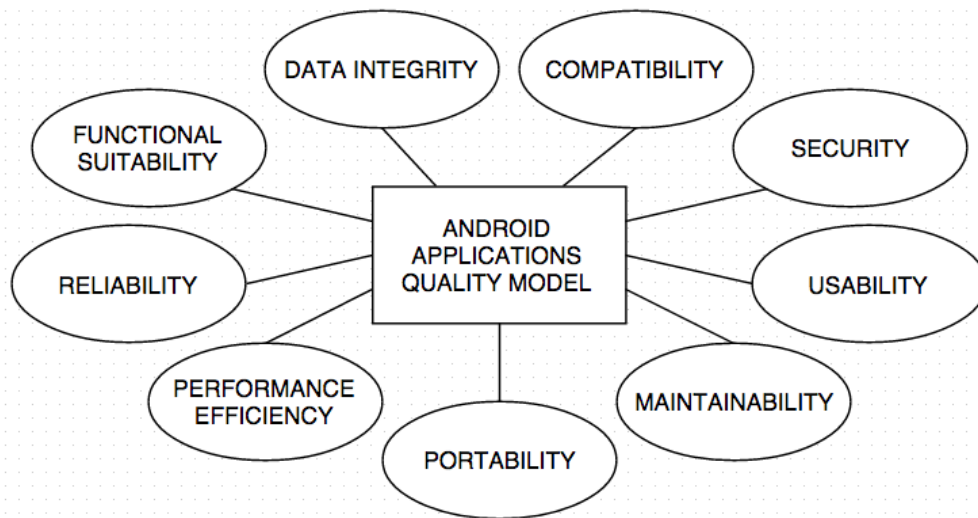 DATA INTEGRITY
COMPATIBILITY
FUNCTIONAL
SUITABILITY
SECURITY
ANDROID
APPLICATIONS
QUALITY MODEL
RELIABILITY
USABILITY
PERFORMANCE
EFFICIENCY
MAINTAINABILITY
PORTABILITY